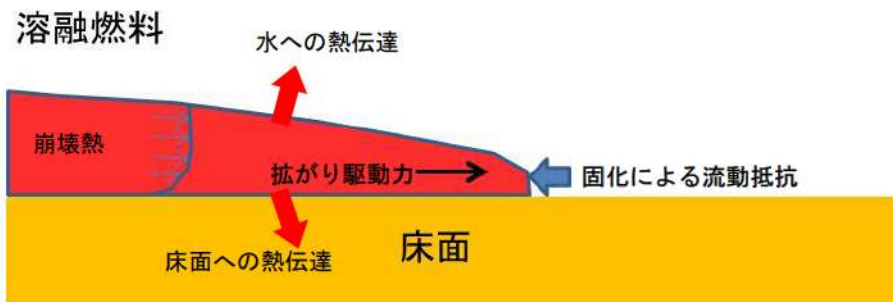 溶融燃料
水への熱伝達
崩壊熱
拡がり駆動力
固化による流動抵抗
床面への熱伝達
床面